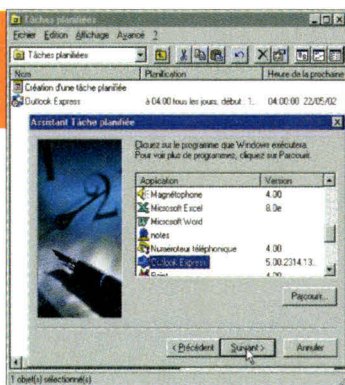 Tâches planifiées
Fichier Edition Affichage Avancé ?
Tâches planifiées
Nom Planification Heure de la prochaine
Création d'une tâche planifiée
Outlook Express à 04:00 tous les jours, début : 1... 04:00:00 22/05/02
Assistant Tâche planifiée
Cliquez sur le programme que Windows exécutera.
Pour voir plus de programmes, cliquez sur Parcourir.
Application Version
Magnétophone 4.00
Microsoft Excel 8.0e
Microsoft Word
notes
Numéroteur téléphonique 4.00
Outlook Express 5.00.2314.13...
Paint 4.00
Parcourir...
< Précédent Suivant > Annuler
1 objet(s) sélectionné(s)